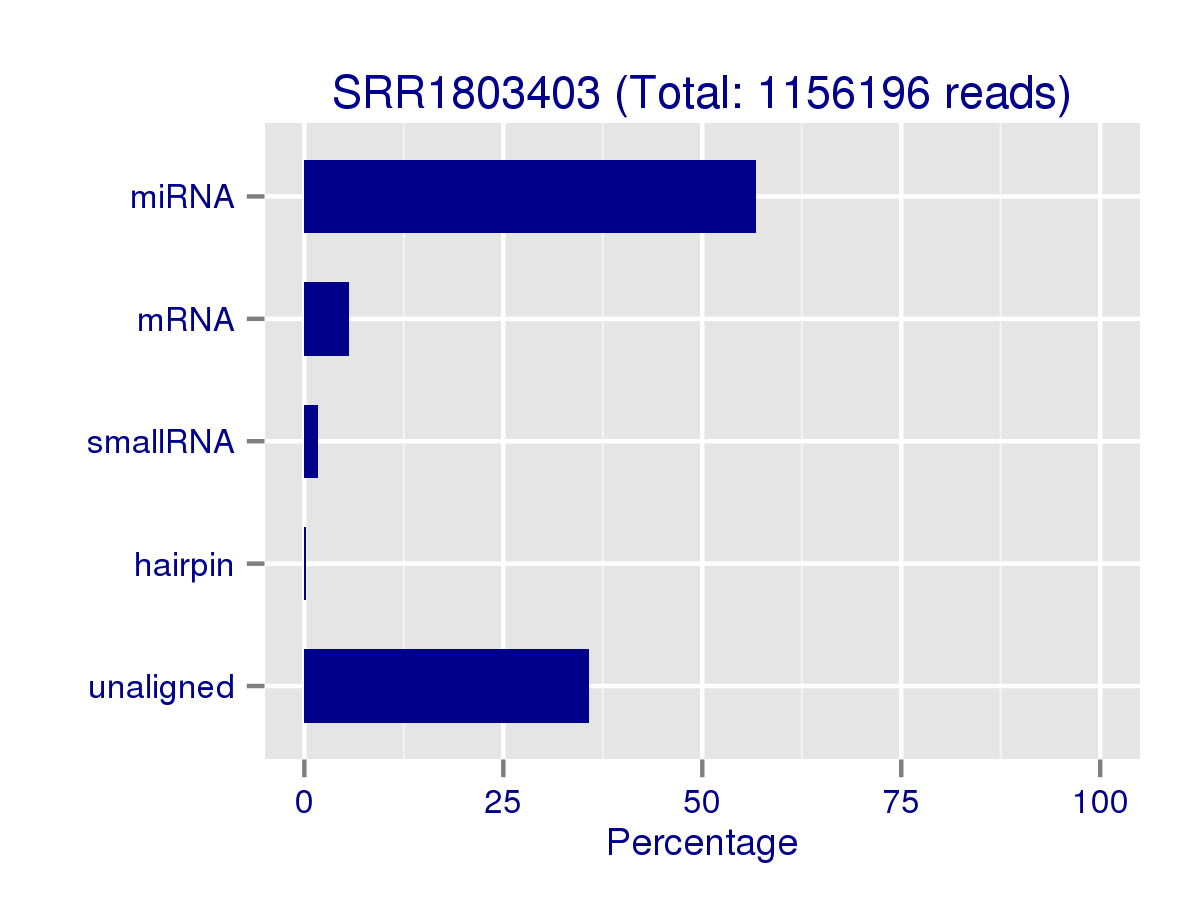 SRR1803403 (Total: 1156196 reads)
miRNA
mRNA
smallRNA
hairpin
unaligned
0 25 50 75 100
Percentage